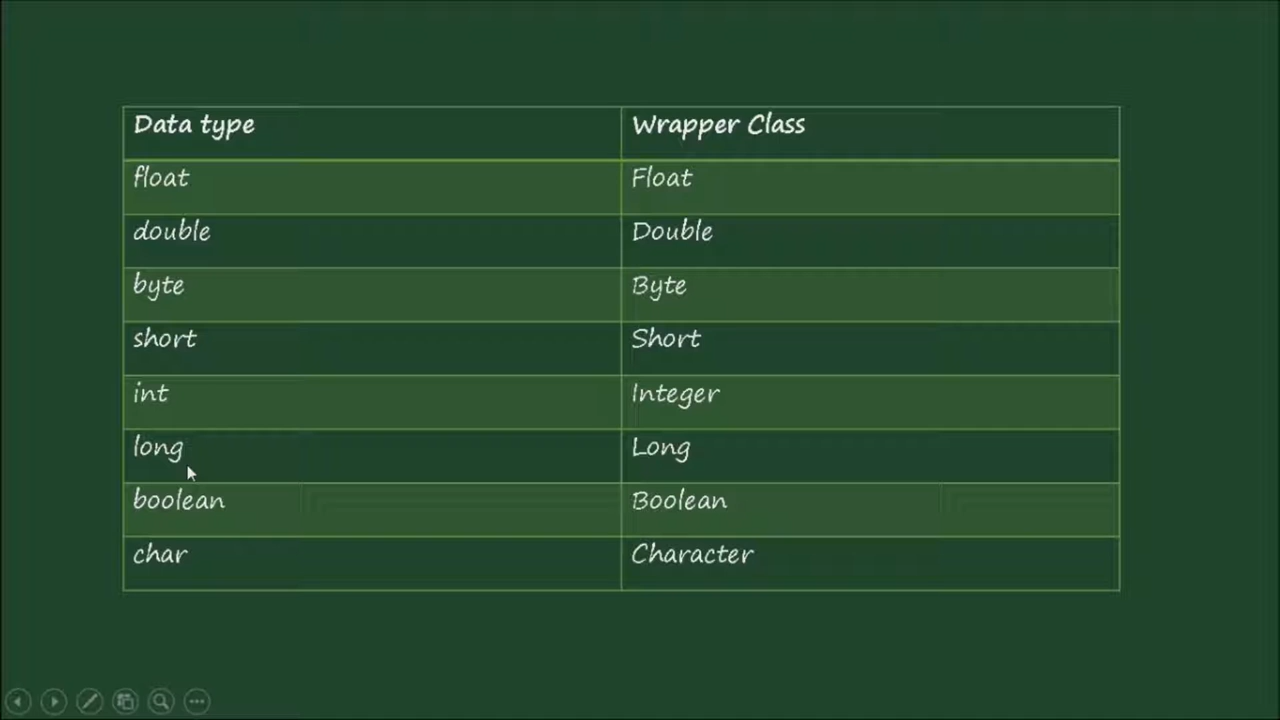 Data type Wrapper Class
float Float
double Double
byte Byte
short Short
int Integer
long Long
boolean Boolean
char Character